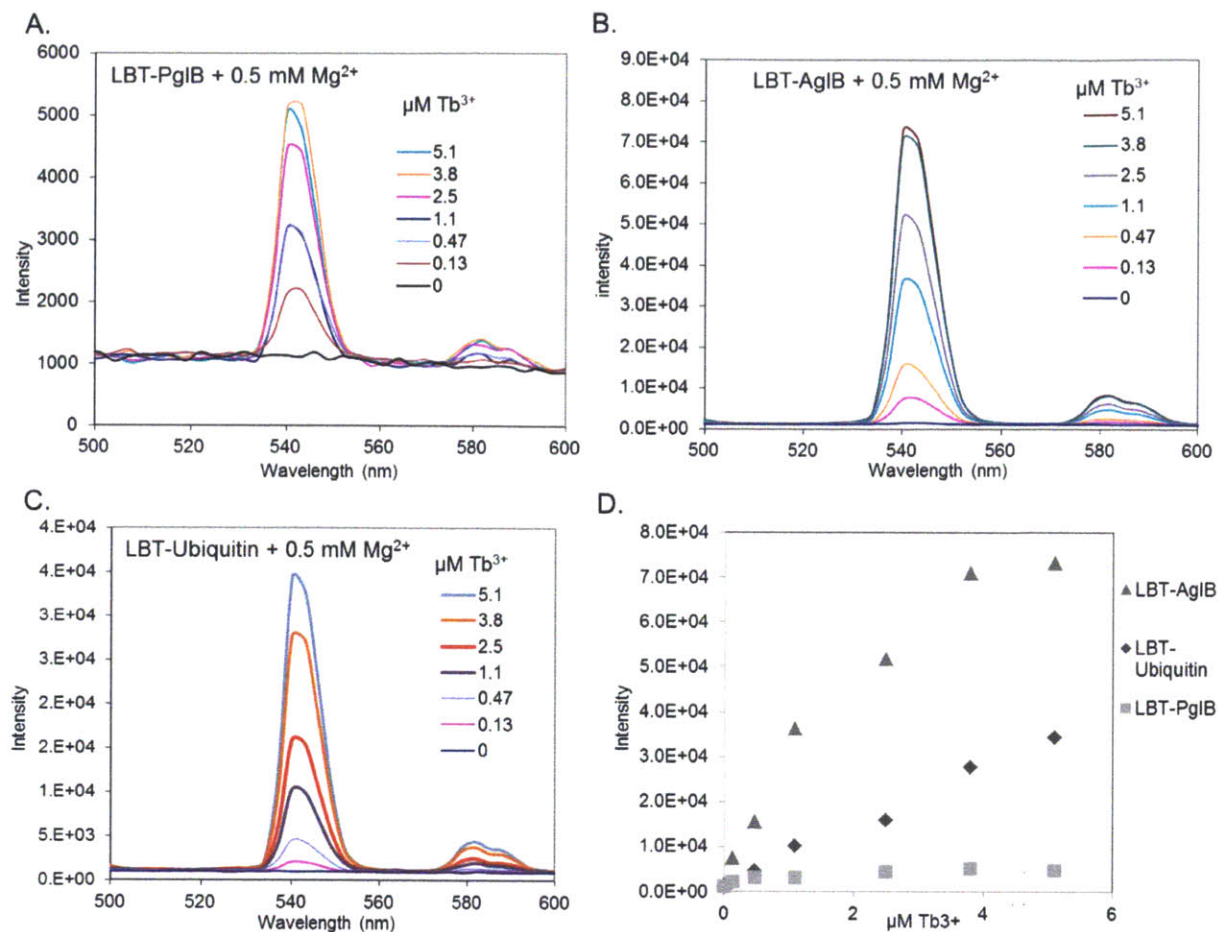 A.
6000
5000
4000
3000
2000
1000
0
Intensity
LBT-PglB + 0.5 mM Mg²⁺
µM Tb³⁺
5.1
3.8
2.5
1.1
0.47
0.13
0
500 520 540 560 580 600
Wavelength (nm)
B.
9.0E+04
8.0E+04
7.0E+04
6.0E+04
5.0E+04
4.0E+04
3.0E+04
2.0E+04
1.0E+04
0.0E+00
intensity
LBT-AglB + 0.5 mM Mg²⁺
µM Tb³⁺
5.1
3.8
2.5
1.1
0.47
0.13
0
500 520 540 560 580 600
Wavelength (nm)
C.
4.E+04
4.E+04
3.E+04
3.E+04
2.E+04
2.E+04
1.E+04
5.E+03
0.E+00
Intensity
LBT-Ubiquitin + 0.5 mM Mg²⁺
µM Tb³⁺
5.1
3.8
2.5
1.1
0.47
0.13
0
500 520 540 560 580 600
Wavelength (nm)
D.
8.0E+04
7.0E+04
6.0E+04
5.0E+04
4.0E+04
3.0E+04
2.0E+04
1.0E+04
0.0E+00
Intensity
LBT-AglB
LBT-
Ubiquitin
LBT-PglB
0 2 4 6
µM Tb3+